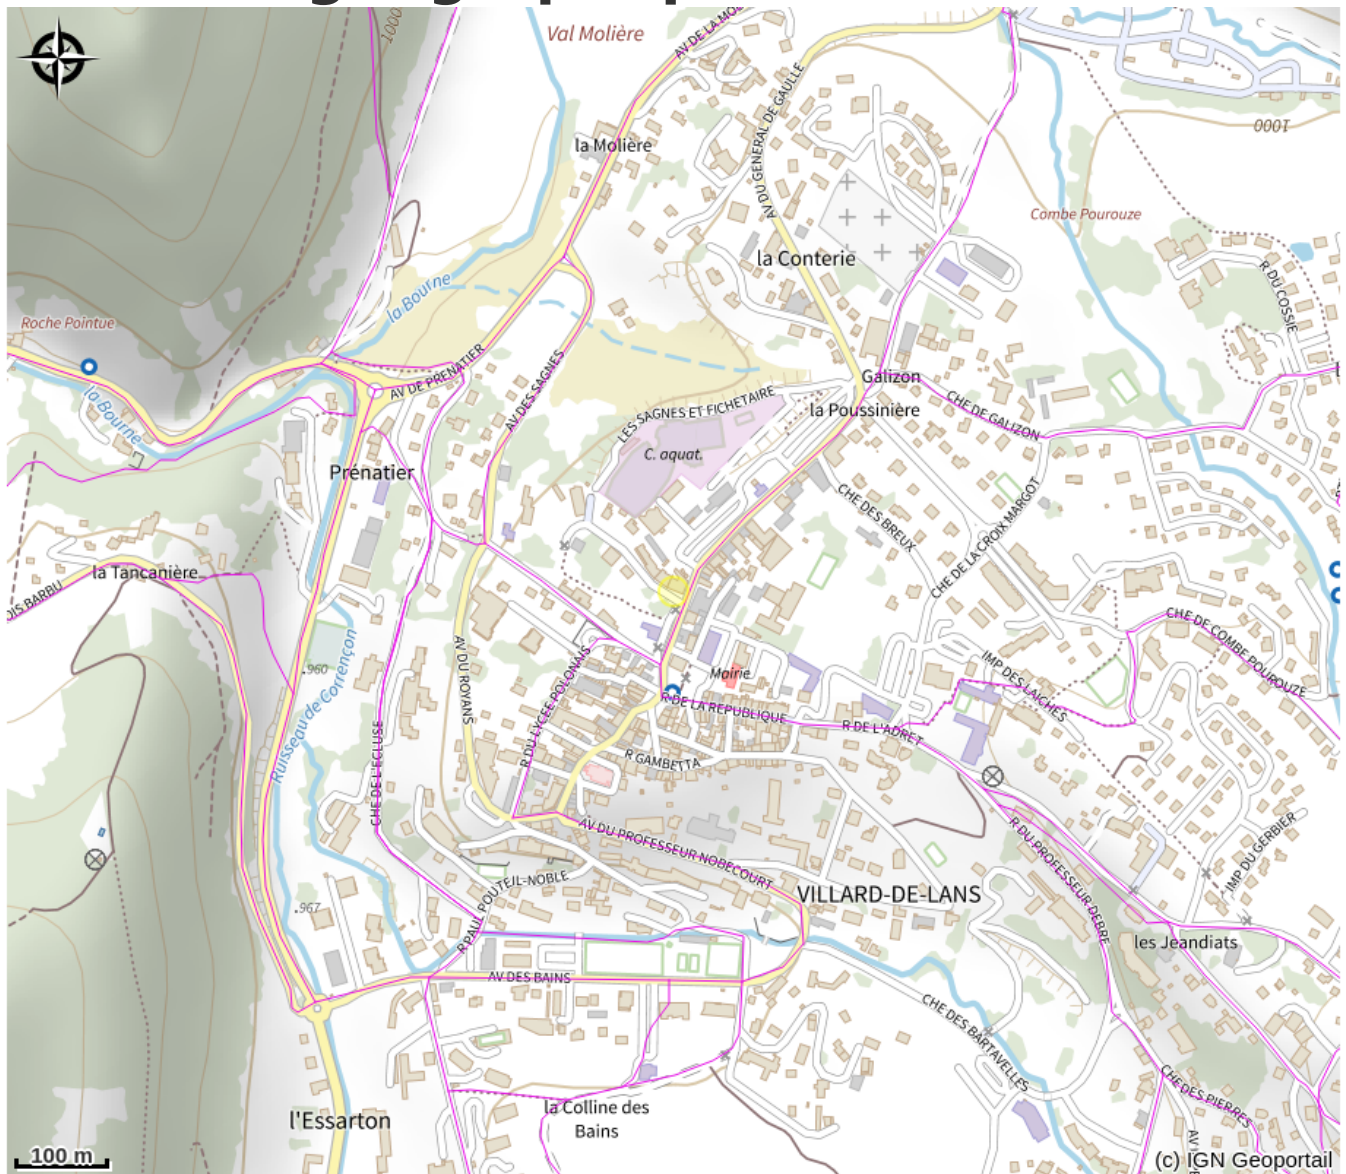 1000
Val Molière
AV DE LA MO
AV DU GENERAL DE GAULLE
1000
la Molière
Combe Pourouze
la Conterie
R DU COSSIE
la Bourne
Roche Pointue
AV DE PRENATIER
AV DES SAGNES
Galizon
la Bourne
LES SAGNES ET FICHETAIRE
la Poussinière
CHE DE GALIZON
C. aquat.
Prénatier
CHE DES BREUX
CHE DE LA CROIX MARGOT
la Tancanière
OIS BARBU
CHE DE COMBE POUROUZE
.960
Ruisseau de Corrençon
AV DU ROYANS
R DU LYCEE POLONAIS
Mairie
IMP DES LAICHES
R DE LA REPUBLIQUE
R DE L'ADRET
CHE DE L'ECLUSE
R GAMBETTA
AV DU PROFESSEUR NOBECOURT
R DU PROFESSEUR DEBRE
IMP DU GERBIER
R PAUL POUTEIL-NOBLE
VILLARD-DE-LANS
.967
les Jeandiats
AV DES BAINS
CHE DES BARTAVELLES
CHE DES PIERRES
l'Essarton
la Colline des
Bains
AV
100 m
(c) IGN Geoportail